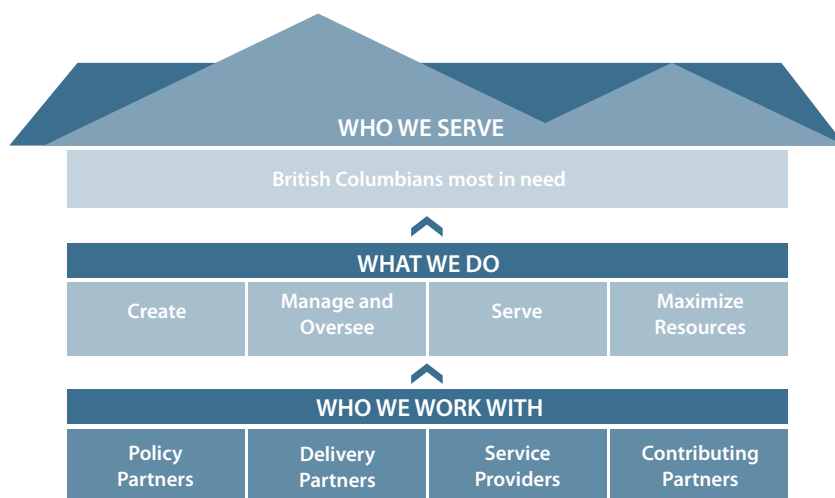 WHO WE SERVE
British Columbians most in need
WHAT WE DO
Create
Manage and
Oversee
Serve
Maximize
Resources
WHO WE WORK WITH
Policy
Partners
Delivery
Partners
Service
Providers
Contributing
Partners